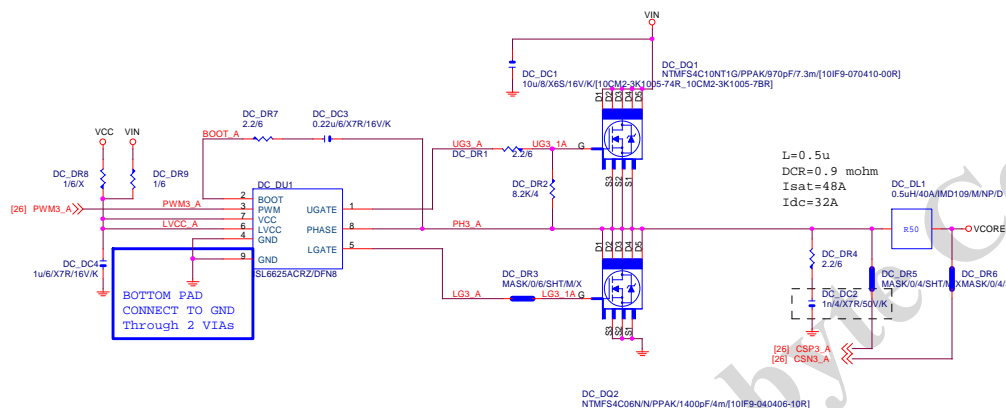 VIN
DC_DC1
10u/8/X6S/16V/K/[10CM2-3K1005-74R_10CM2-3K1005-7BR]
DC_DQ1
NTMFS4C10NT1G/PPAK/970pF/7.3m/[10IF9-070410-00R]
D1
D2
D3
D4
D5
G
S3
S2
S1
DC_DR7
2.2/6
DC_DC3
0.22u/6/X7R/16V/K
VCC
VIN
BOOT_A
DC_DR8
1/6/X
DC_DR9
1/6
DC_DU1
UG3_A
DC_DR1
2.2/6
UG3_1A
DC_DR2
8.2K/4
[26] PWM3_A
PWM3_A
LVCC_A
2
3
7
6
4
9
BOOT
PWM
VCC
LVCC
GND
GND
UGATE
PHASE
LGATE
1
8
5
SL6625ACRZ/DFN8
PH3_A
DC_DC4
1u/6/X7R/16V/K
BOTTOM PAD
CONNECT TO GND
Through 2 VIAs
LG3_A
DC_DR3
MASK/0/6/SHT/M/X
LG3_1A
D1
D2
D3
D4
D5
G
S3
S2
S1
DC_DQ2
NTMFS4C06N/N/PPAK/1400pF/4m/[10IF9-040406-10R]
L=0.5u
DCR=0.9 mohm
Isat=48A
Idc=32A
DC_DL1
0.5uH/40A/IMD109/M/NP/D
R50
VCORE
DC_DR4
2.2/6
DC_DC2
1n/4/X7R/50V/K
DC_DR5
MASK/0/4/SHT/M/X
DC_DR6
MASK/0/4/
[26] CSP3_A
[26] CSN3_A
byte Co